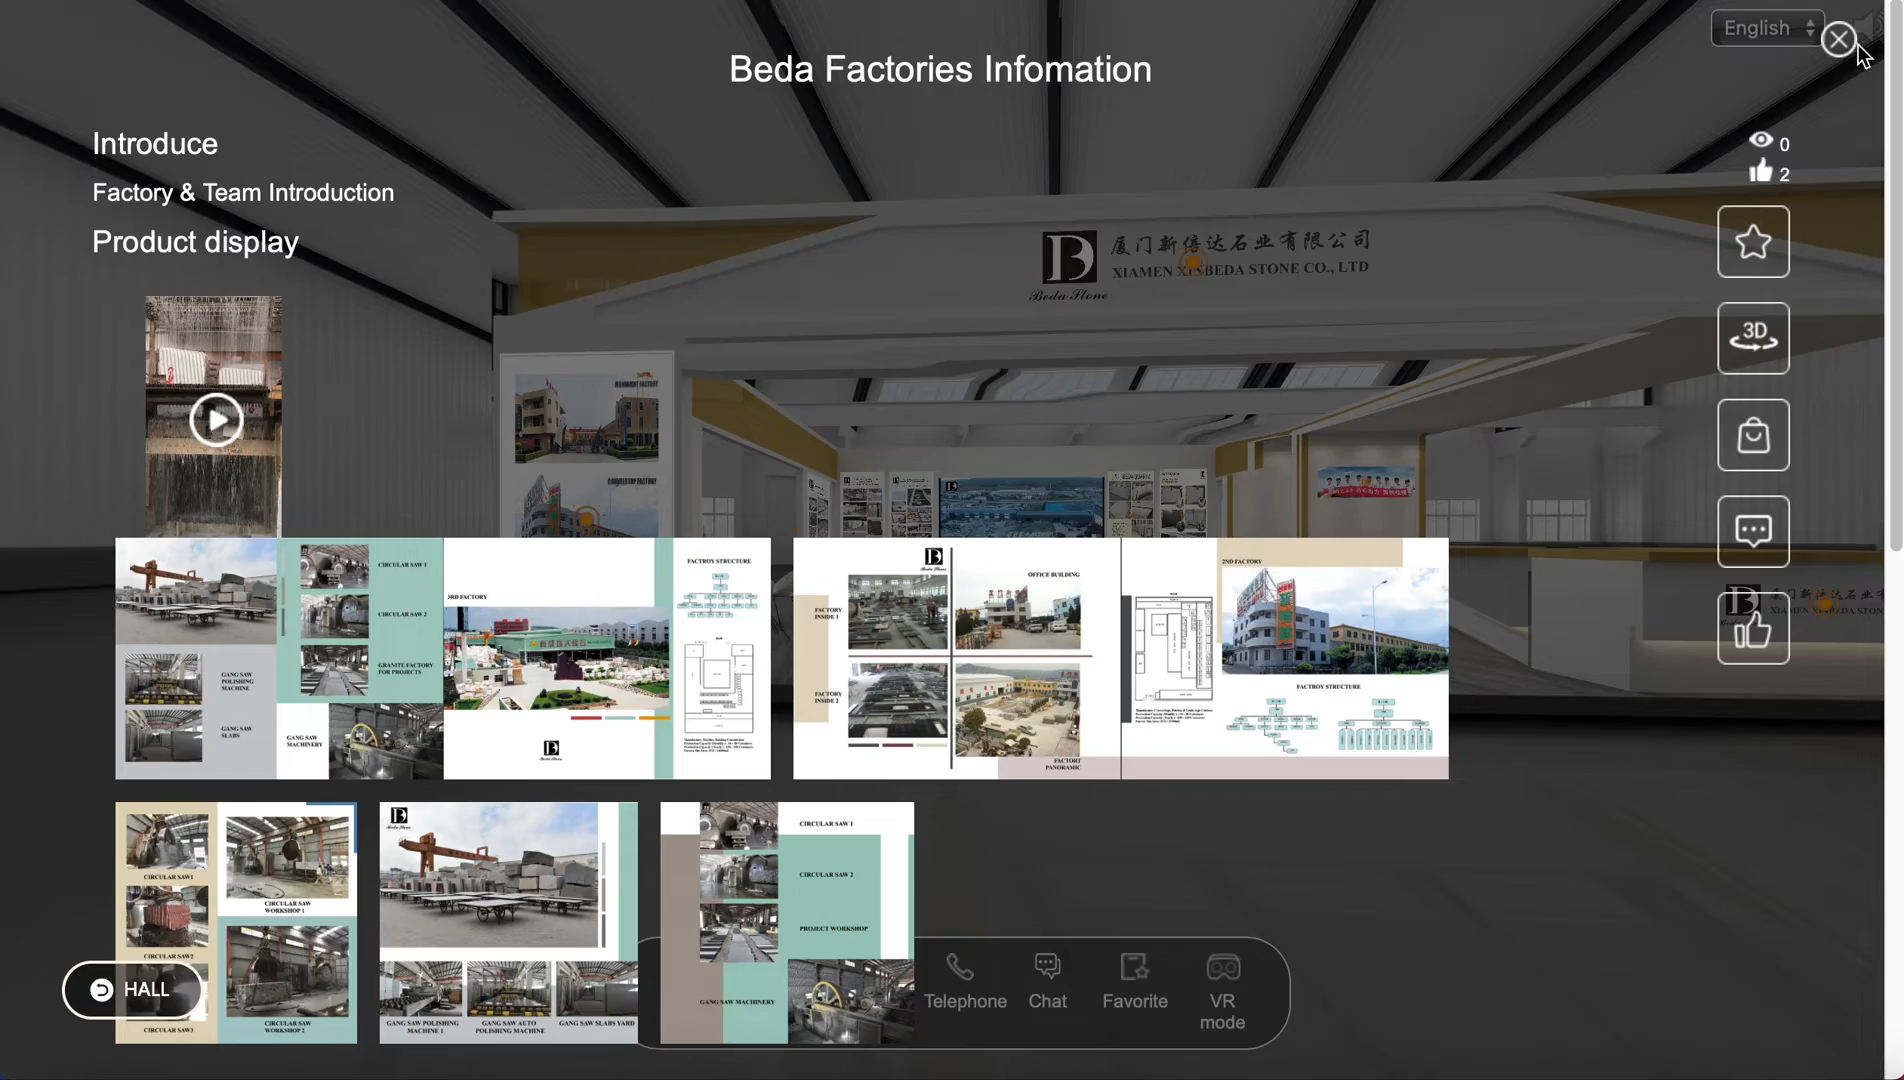 English
Beda Factories Infomation
Introduce
0
2
Factory & Team Introduction
Product display
厦门新倍达石业有限公司
XIAMEN XINBEDA STONE CO., LTD
Beda Stone
3D
MONUMENT FACTORY
COUNTERTOP FACTORY
CIRCULAR SAW 1
CIRCULAR SAW 2
GRANITE FACTORY
FOR PROJECTS
GANG SAW
POLISHING
MACHINE
GANG SAW
SLABS
GANG SAW
MACHINERY
3RD FACTORY
FACTROY STRUCTURE
FACTORY
INSIDE 1
OFFICE BUILDING
FACTORY
INSIDE 2
FACTORT
PANORAMIC
2ND FACTORY
FACTROY STRUCTURE
CIRCULAR SAW1
CIRCULAR SAW
WORKSHOP 1
CIRCULAR SAW2
CIRCULAR SAW3
CIRCULAR SAW
WORKSHOP 2
Beda Stone
GANG SAW POLISHING
MACHINE 1
GANG SAW AUTO
POLISHING MACHINE
GANG SAW SLABS YARD
CIRCULAR SAW 1
CIRCULAR SAW 2
PROJECT WORKSHOP
GANG SAW MACHINERY
HALL
Telephone
Chat
Favorite
VR
mode